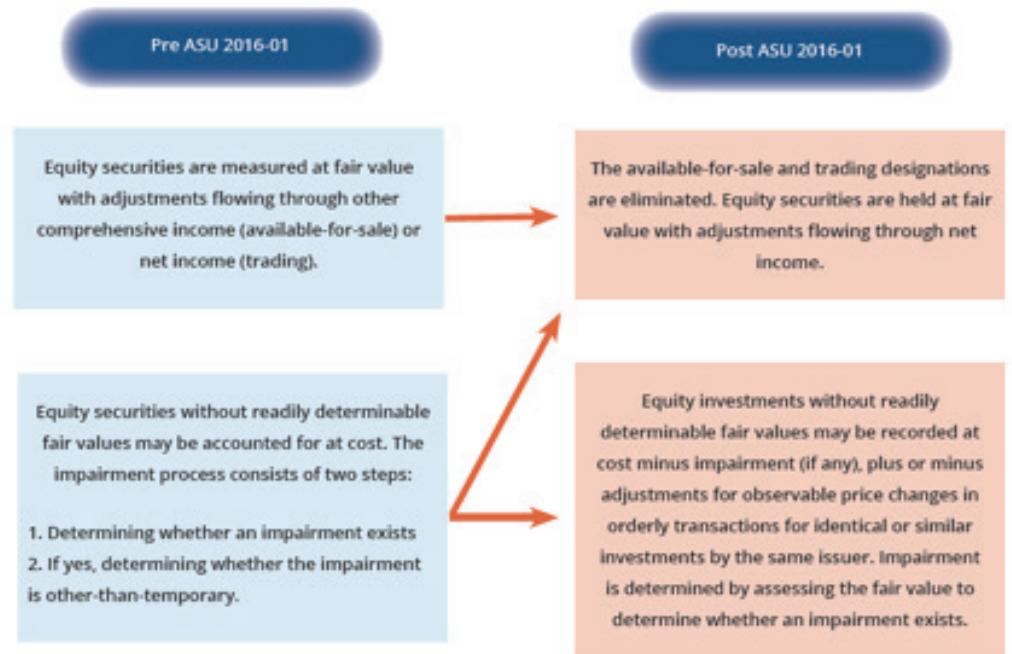 Pre ASU 2016-01
Post ASU 2016-01
Equity securities are measured at fair value
with adjustments flowing through other
comprehensive income (available-for-sale) or
net income (trading).
The available-for-sale and trading designations
are eliminated. Equity securities are held at fair
value with adjustments flowing through net
income.
Equity securities without readily determinable
fair values may be accounted for at cost. The
impairment process consists of two steps:
1. Determining whether an impairment exists
2. If yes, determining whether the impairment
is other-than-temporary.
Equity investments without readily
determinable fair values may be recorded at
cost minus impairment (if any), plus or minus
adjustments for observable price changes in
orderly transactions for identical or similar
investments by the same issuer. Impairment
is determined by assessing the fair value to
determine whether an impairment exists.